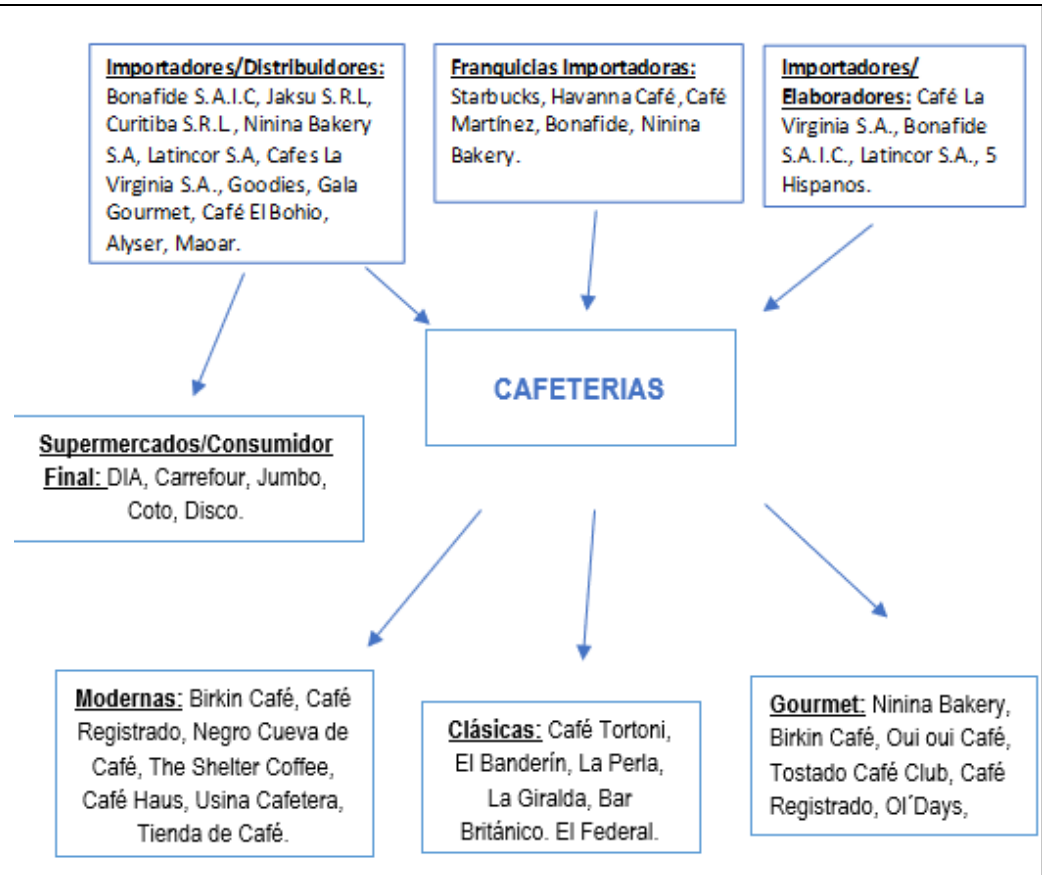 Importadores/Distribuidores:
Bonafide S.A.I.C, Jaksu S.R.L,
Curitiba S.R.L , Ninina Bakery
S.A, Latincor S.A, Cafes La
Virginia S.A., Goodies, Gala
Gourmet, Café El Bohio,
Alyser, Maoar.
Franquicias Importadoras:
Starbucks, Havanna Café, Café
Martínez, Bonafide, Ninina
Bakery.
Importadores/
Elaboradores: Café La
Virginia S.A., Bonafide
S.A.I.C., Latincor S.A., 5
Hispanos.
CAFETERIAS
Supermercados/Consumidor
Final: DIA, Carrefour, Jumbo,
Coto, Disco.
Modernas: Birkin Café, Café
Registrado, Negro Cueva de
Café, The Shelter Coffee,
Café Haus, Usina Cafetera,
Tienda de Café.
Clásicas: Café Tortoni,
El Banderín, La Perla,
La Giralda, Bar
Británico. El Federal.
Gourmet: Ninina Bakery,
Birkin Café, Oui oui Café,
Tostado Café Club, Café
Registrado, Ol´Days,